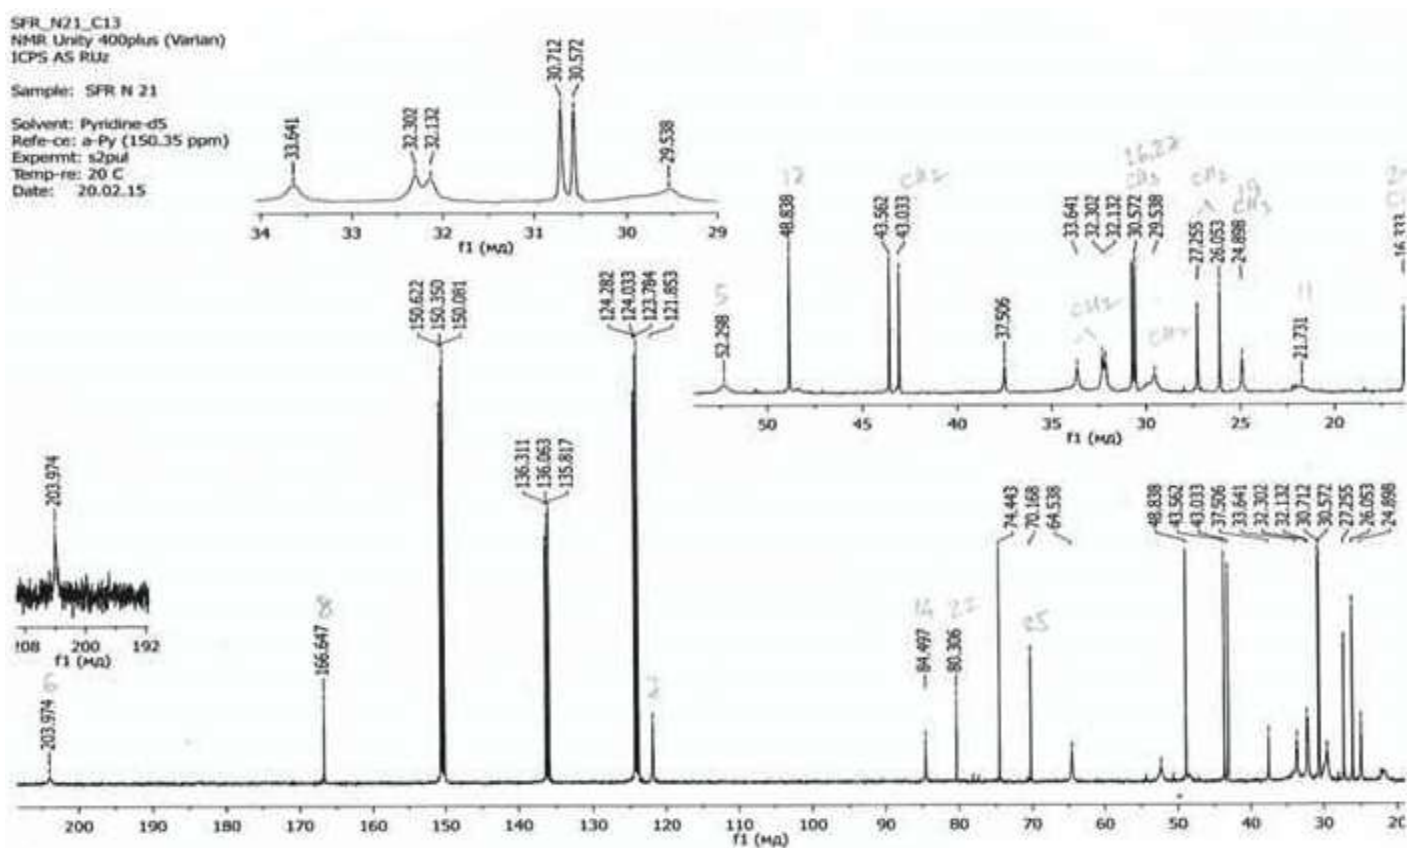 SFR_N21_C13
NMR Unity 400plus (Varian)
ICPS AS RUz
Sample: SFR N 21
Solvent: Pyridine-d5
Refe-ce: a-Py (150.35 ppm)
Expermt: s2pul
Temp-re: 20 C
Date: 20.02.15
33.641
32.302
32.132
30.712
30.572
29.538
34 33 32 31 30 29
f1 (мд)
5
12
CH2
CH2
26,27
CH3
CH2
CH2
19
CH3
11
52.298
48.838
43.562
43.033
37.506
33.641
32.302
32.132
30.572
29.538
27.255
26.053
24.898
21.731
16.333
50 45 40 35 30 25 20
f1 (мд)
203.974
208 200 192
f1 (мд)
6
203.974
8
166.647
150.622
150.350
150.081
136.311
136.063
135.817
124.282
124.033
123.784
121.853
7
14
84.497
22
80.306
74.443
70.168
64.538
25
48.838
43.562
43.033
37.506
33.641
32.302
32.132
30.712
30.572
27.255
26.053
24.898
200 190 180 170 160 150 140 130 120 110 100 90 80 70 60 50 40 30 20
f1 (мд)